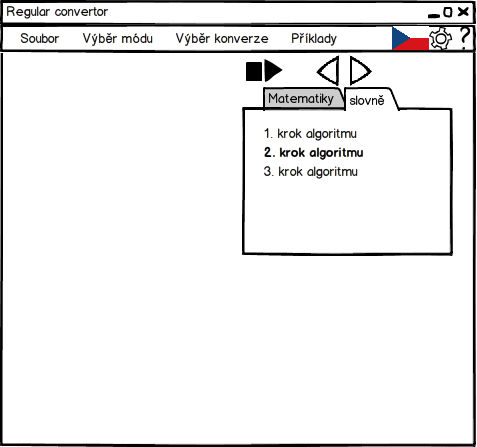 Regular convertor
Soubor Výběr módu Výběr konverze Příklady ?
Matematiky slovně
1. krok algoritmu
2. krok algoritmu
3. krok algoritmu